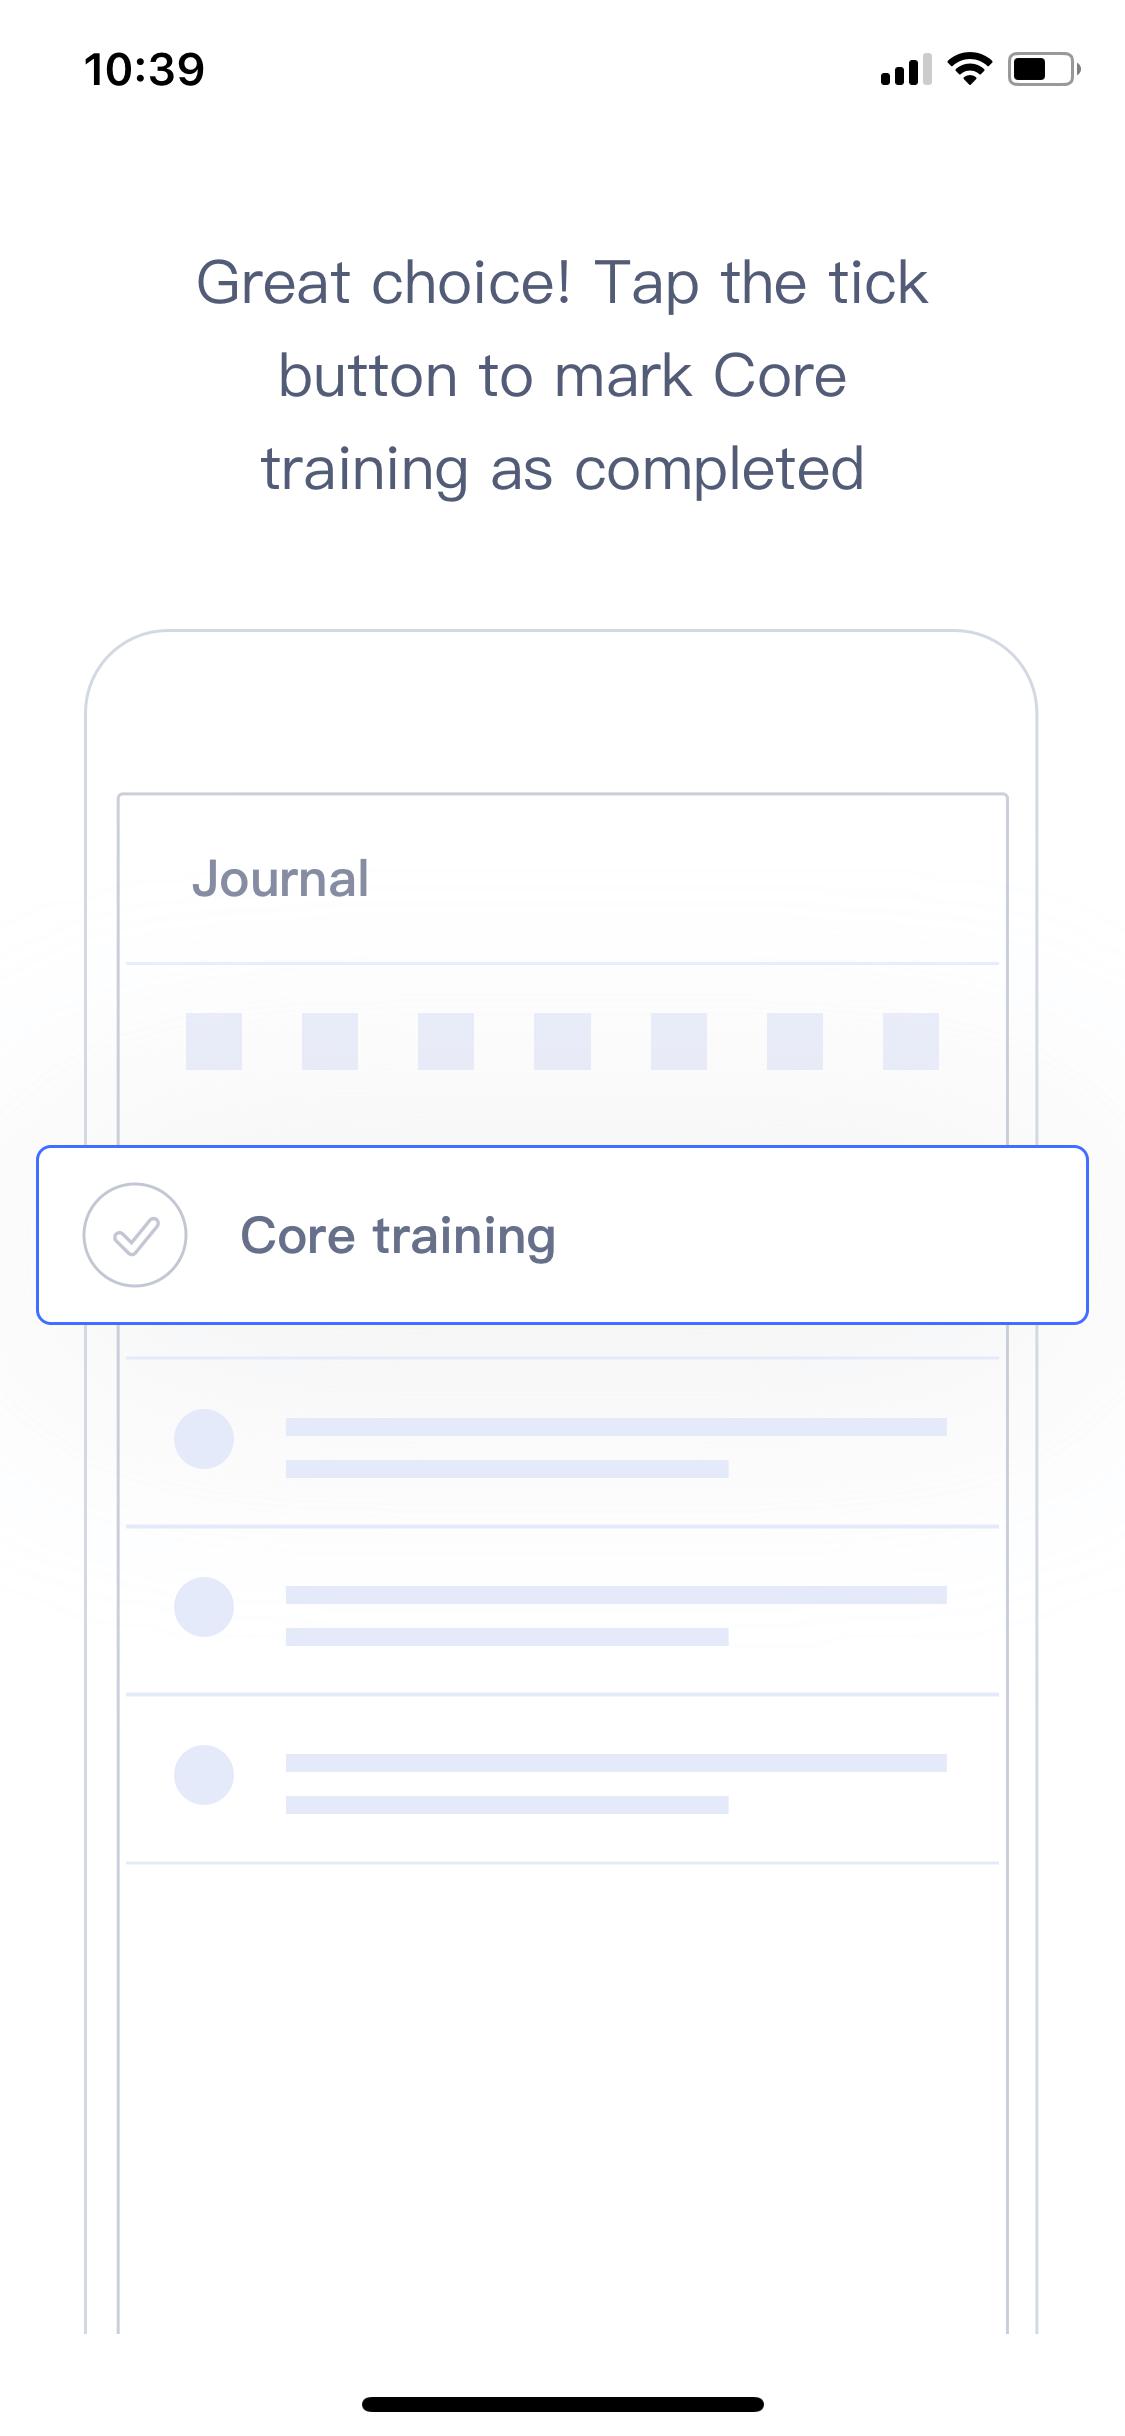 10:39
Great choice! Tap the tick
button to mark Core
training as completed
Journal
Core training